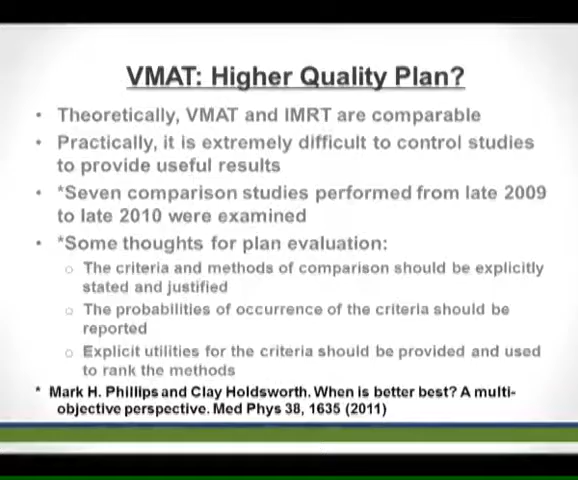 VMAT: Higher Quality Plan?
• Theoretically, VMAT and IMRT are comparable
• Practically, it is extremely difficult to control studies
to provide useful results
• *Seven comparison studies performed from late 2009
to late 2010 were examined
• *Some thoughts for plan evaluation:
○ The criteria and methods of comparison should be explicitly
stated and justified
○ The probabilities of occurrence of the criteria should be
reported
○ Explicit utilities for the criteria should be provided and used
to rank the methods
* Mark H. Phillips and Clay Holdsworth. When is better best? A multi-
objective perspective. Med Phys 38, 1635 (2011)